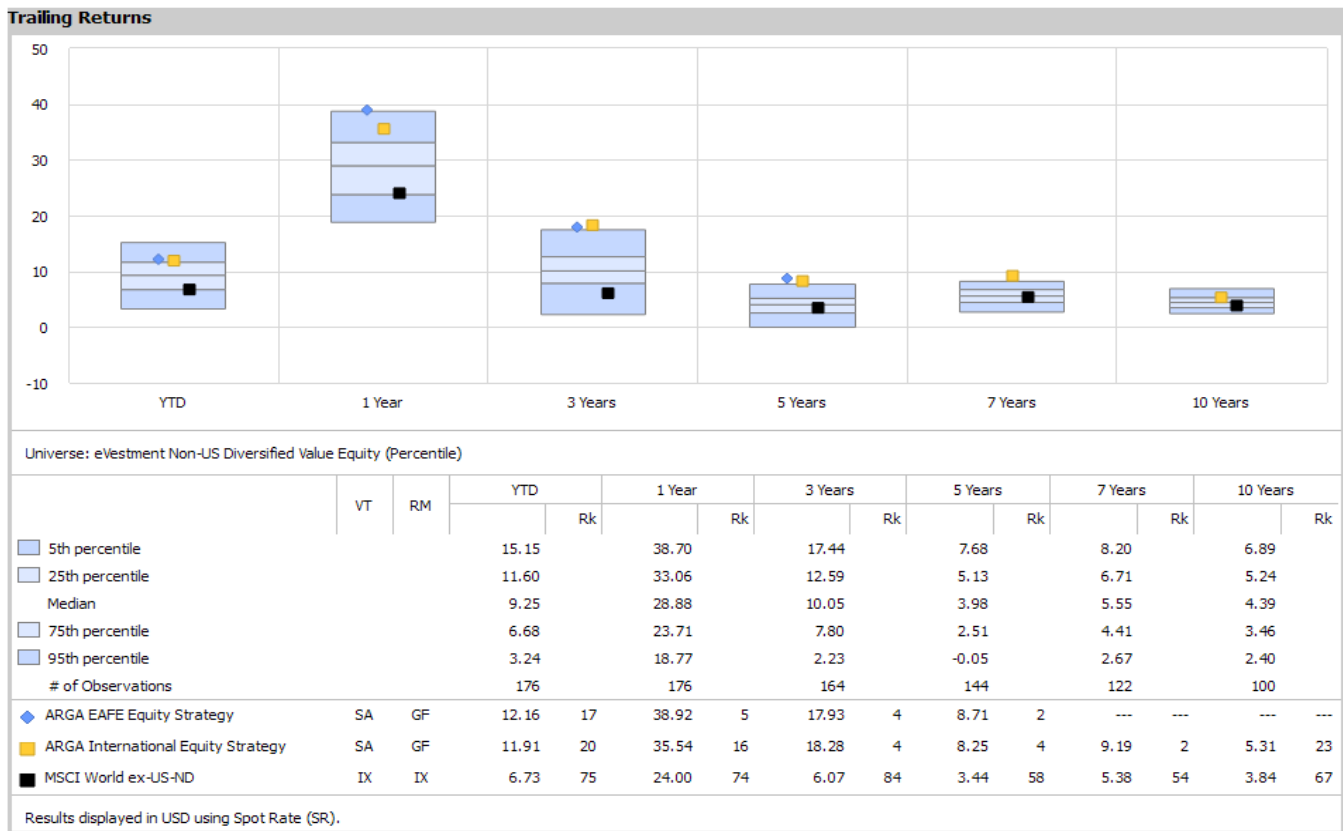 Trailing Returns
50
40
30
20
10
0
-10
YTD 1 Year 3 Years 5 Years 7 Years 10 Years
Universe: eVestment Non-US Diversified Value Equity (Percentile)
VT RM YTD 1 Year 3 Years 5 Years 7 Years 10 Years
Rk Rk Rk Rk Rk Rk
5th percentile 15.15 38.70 17.44 7.68 8.20 6.89
25th percentile 11.60 33.06 12.59 5.13 6.71 5.24
Median 9.25 28.88 10.05 3.98 5.55 4.39
75th percentile 6.68 23.71 7.80 2.51 4.41 3.46
95th percentile 3.24 18.77 2.23 -0.05 2.67 2.40
# of Observations 176 176 164 144 122 100
ARGA EAFE Equity Strategy SA GF 12.16 17 38.92 5 17.93 4 8.71 2 --- --- --- ---
ARGA International Equity Strategy SA GF 11.91 20 35.54 16 18.28 4 8.25 4 9.19 2 5.31 23
MSCI World ex-US-ND IX IX 6.73 75 24.00 74 6.07 84 3.44 58 5.38 54 3.84 67
Results displayed in USD using Spot Rate (SR).